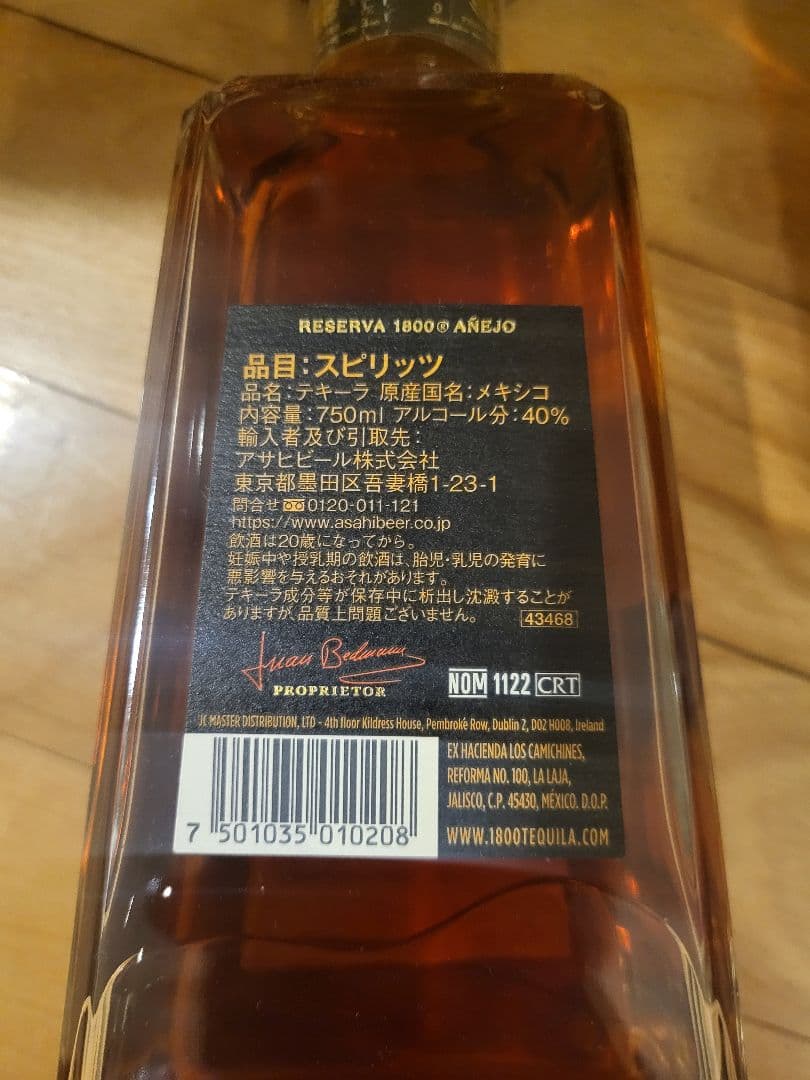 RESERVA 1800® AÑEJO
品目：スピリッツ
品名：テキーラ 原産国名：メキシコ
内容量：750ml アルコール分：40%
輸入者及び引取先：
アサヒビール株式会社
東京都墨田区吾妻橋1-23-1
問合せ 0120-011-121
https://www.asahibeer.co.jp
飲酒は20歳になってから。
妊娠中や授乳期の飲酒は、胎児・乳児の発育に
悪影響を与えるおそれがあります。
テキーラ成分等が保存中に析出し沈澱することが
ありますが、品質上問題ございません。 43468
PROPRIETOR
NOM 1122 CRT
JC MASTER DISTRIBUTION, LTD - 4th floor Kildress House, Pembroke Row, Dublin 2, D02 H008, Ireland
EX HACIENDA LOS CAMICHINES,
REFORMA NO. 100, LA LAJA,
JALISCO, C.P. 45430, MÉXICO. D.O.P.
7 501035 010208
WWW.1800TEQUILA.COM